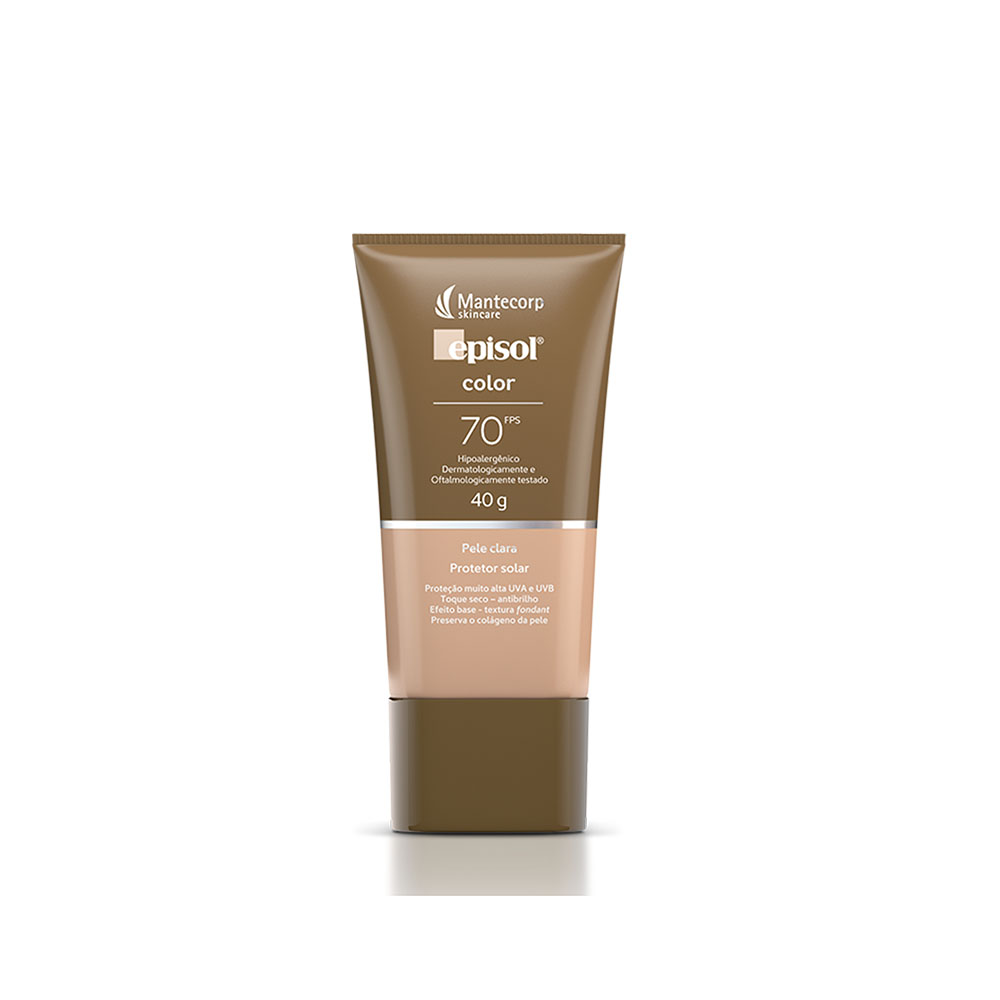 Mantecorp
skincare
episol®
color
70 FPS
Hipoalergênico
Dermatologicamente e
Oftalmologicamente testado
40 g
Pele clara
Protetor solar
Proteção muito alta UVA e UVB
Toque seco – antibrilho
Efeito base - textura fondant
Preserva o colágeno da pele